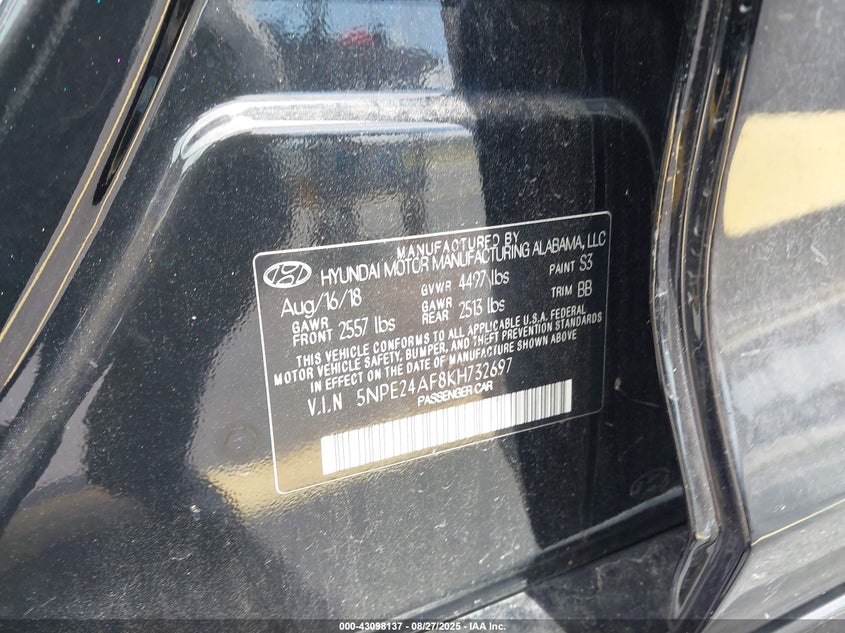 MANUFACTURED BY
HYUNDAI MOTOR MANUFACTURING ALABAMA, LLC
Aug/16/18 GVWR 4497 lbs PAINT S3
GAWR FRONT 2557 lbs GAWR REAR 2513 lbs TRIM BB
THIS VEHICLE CONFORMS TO ALL APPLICABLE U.S.A. FEDERAL
MOTOR VEHICLE SAFETY, BUMPER, AND THEFT PREVENTION STANDARDS
IN EFFECT ON THE DATE OF MANUFACTURE SHOWN ABOVE
V.I.N 5NPE24AF8KH732697
PASSENGER CAR
000-43098137 - 08/27/2025 - IAA Inc.